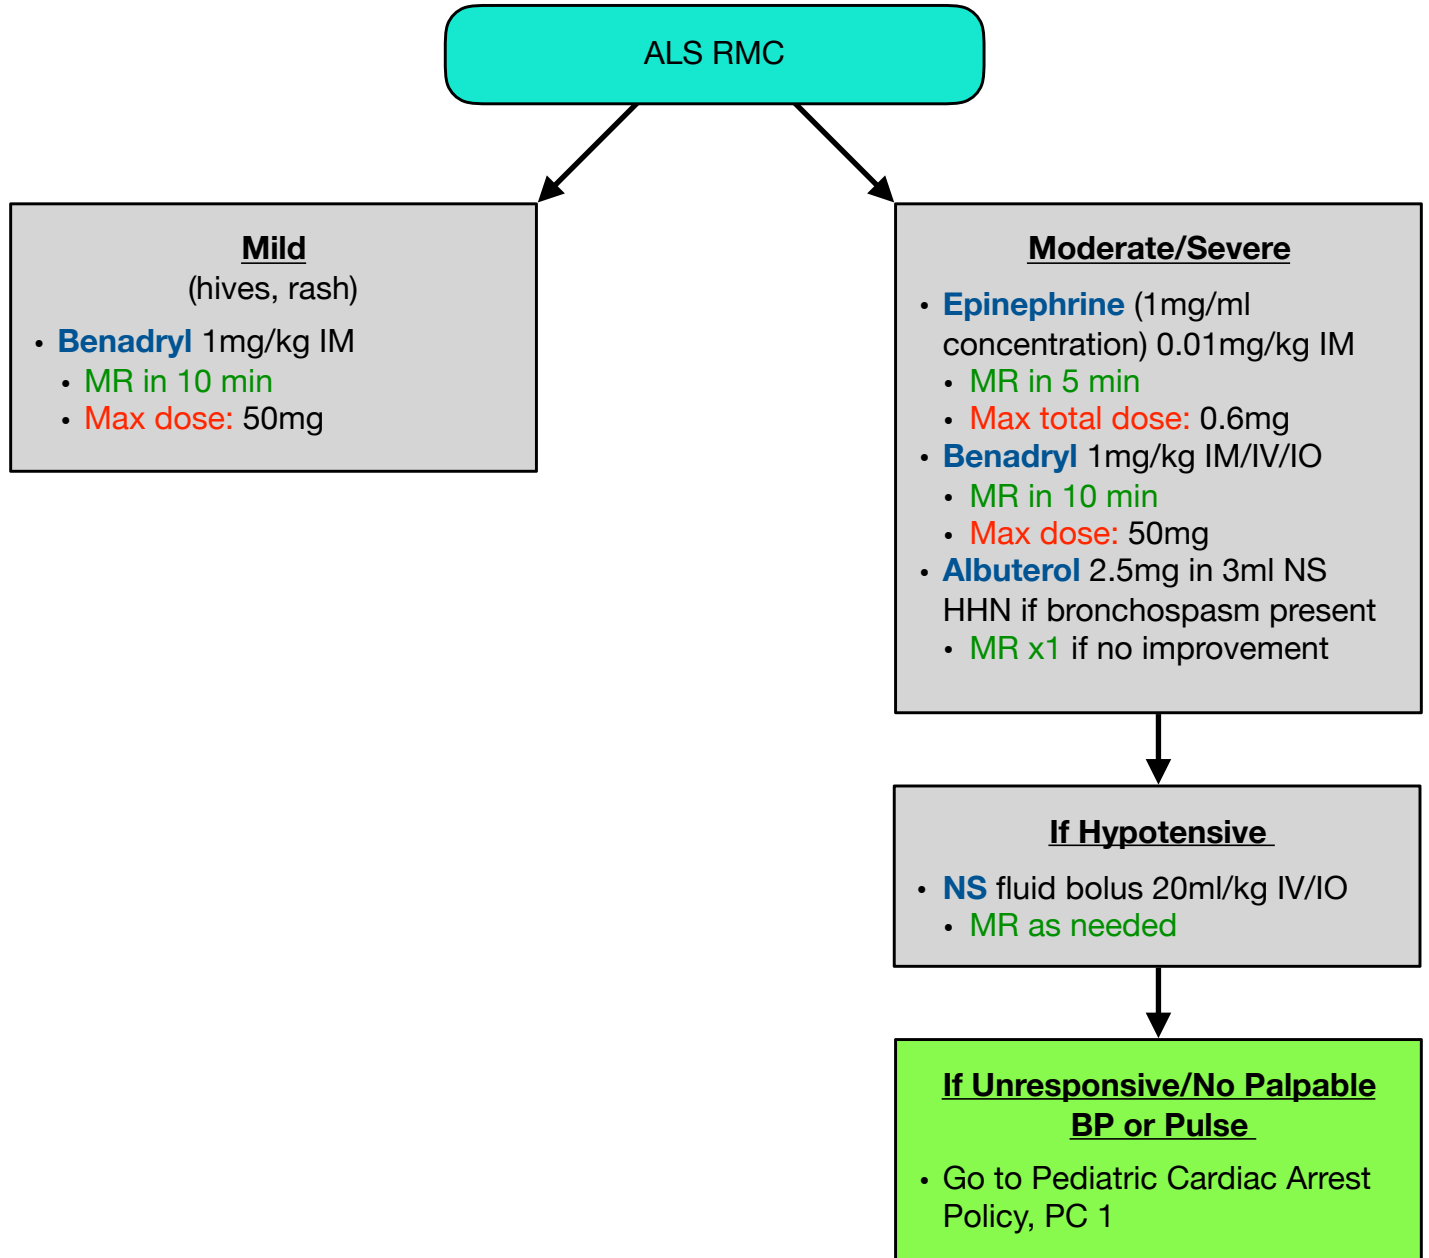 ALS RMC
Mild
(hives, rash)
• Benadryl 1mg/kg IM
• MR in 10 min
• Max dose: 50mg
Moderate/Severe
• Epinephrine (1mg/ml
concentration) 0.01mg/kg IM
• MR in 5 min
• Max total dose: 0.6mg
• Benadryl 1mg/kg IM/IV/IO
• MR in 10 min
• Max dose: 50mg
• Albuterol 2.5mg in 3ml NS
HHN if bronchospasm present
• MR x1 if no improvement
If Hypotensive
• NS fluid bolus 20ml/kg IV/IO
• MR as needed
If Unresponsive/No Palpable
BP or Pulse
• Go to Pediatric Cardiac Arrest
Policy, PC 1